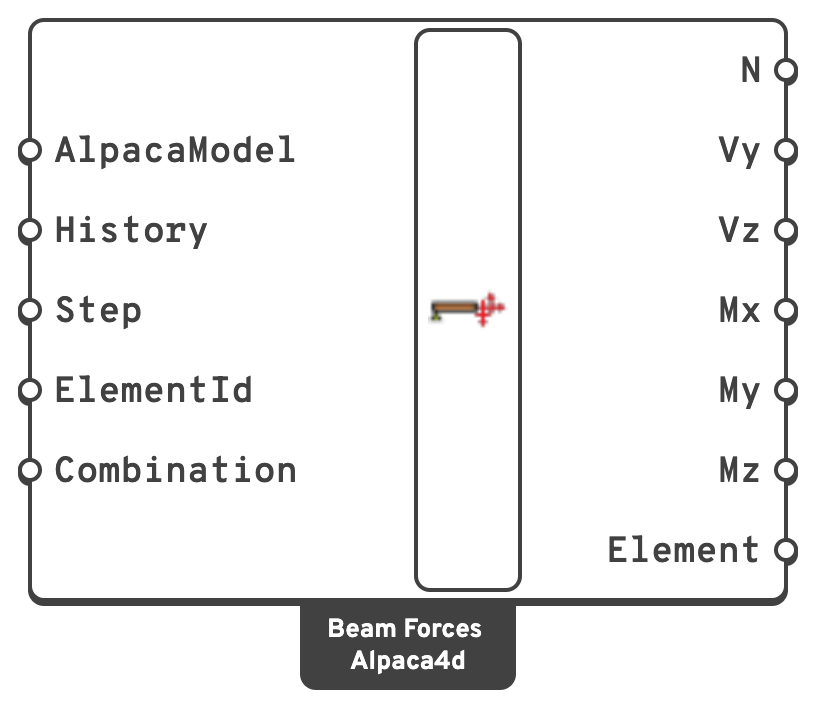 N
AlpacaModel
Vy
History
Vz
Step
Mx
ElementId
My
Combination
Mz
Element
Beam Forces
Alpaca4d